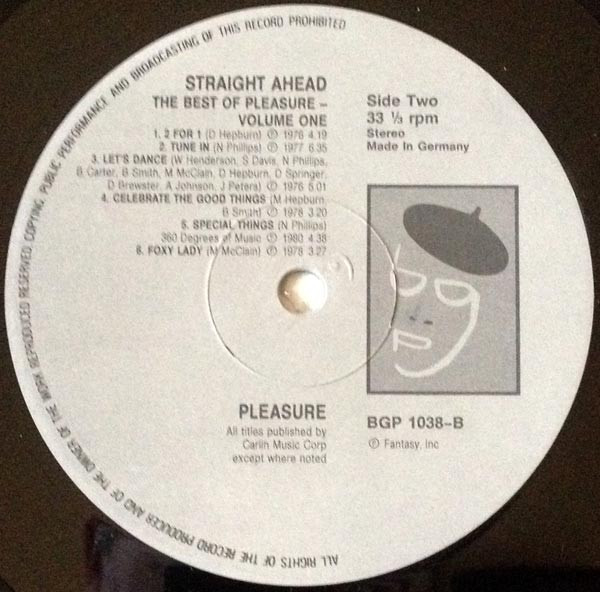 ALL RIGHTS OF THE RECORD PRODUCER AND OF THE OWNER OF THE WORK REPRODUCED RESERVED. COPYING, PUBLIC PERFORMANCE AND BROADCASTING OF THIS RECORD PROHIBITED
STRAIGHT AHEAD
THE BEST OF PLEASURE –
VOLUME ONE
1. 2 FOR 1 (D Hepburn) ℗ 1976 4.19
2. TUNE IN (N Phillips) ℗ 1977 6.35
3. LET'S DANCE (W Henderson, S Davis, N Phillips,
B Carter, B Smith, M McClain, D Hepburn, D Springer,
D Brewster, A Johnson, J Peters) ℗ 1976 5.01
4. CELEBRATE THE GOOD THINGS (M Hepburn,
B Smith) ℗ 1978 3.20
5. SPECIAL THINGS (N Phillips)
360 Degrees of Music ℗ 1980 4.38
6. FOXY LADY (M McClain) ℗ 1978 3.27
Side Two
33 ⅓ rpm
Stereo
Made In Germany
bgp
PLEASURE
All titles published by
Carlin Music Corp
except where noted
BGP 1038-B
℗ Fantasy, Inc